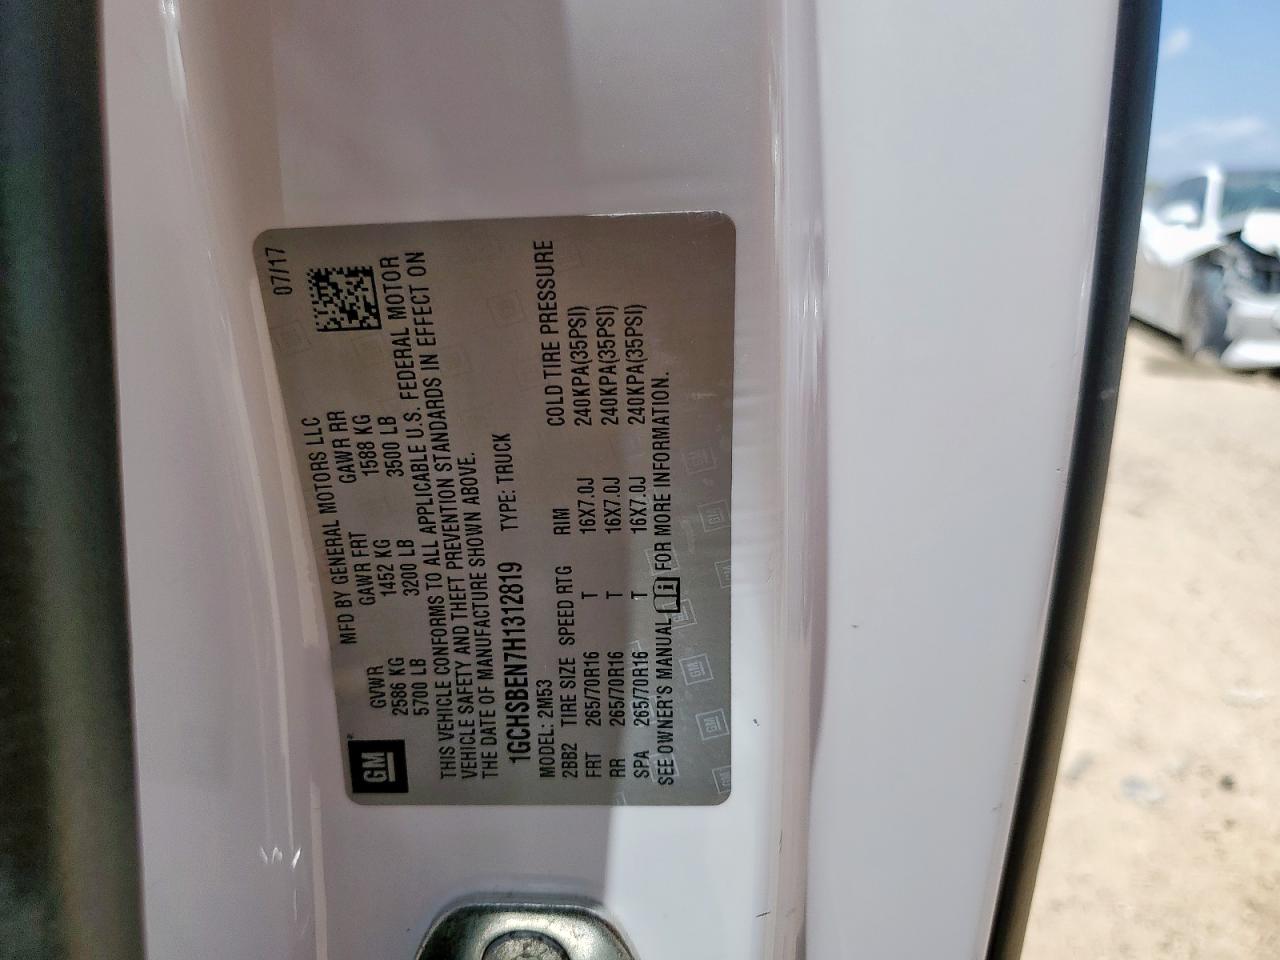 GM
MFD BY GENERAL MOTORS LLC 07/17
GVWR GAWR FRT GAWR RR
2586 KG 1452 KG 1588 KG
5700 LB 3200 LB 3500 LB
THIS VEHICLE CONFORMS TO ALL APPLICABLE U.S. FEDERAL MOTOR
VEHICLE SAFETY AND THEFT PREVENTION STANDARDS IN EFFECT ON
THE DATE OF MANUFACTURE SHOWN ABOVE.
1GCHSBEN7H1312819 TYPE: TRUCK
MODEL: 2M53
2BB2 TIRE SIZE SPEED RTG RIM COLD TIRE PRESSURE
FRT 265/70R16 T 16X7.0J 240KPA(35PSI)
RR 265/70R16 T 16X7.0J 240KPA(35PSI)
SPA 265/70R16 T 16X7.0J 240KPA(35PSI)
SEE OWNER'S MANUAL FOR MORE INFORMATION.